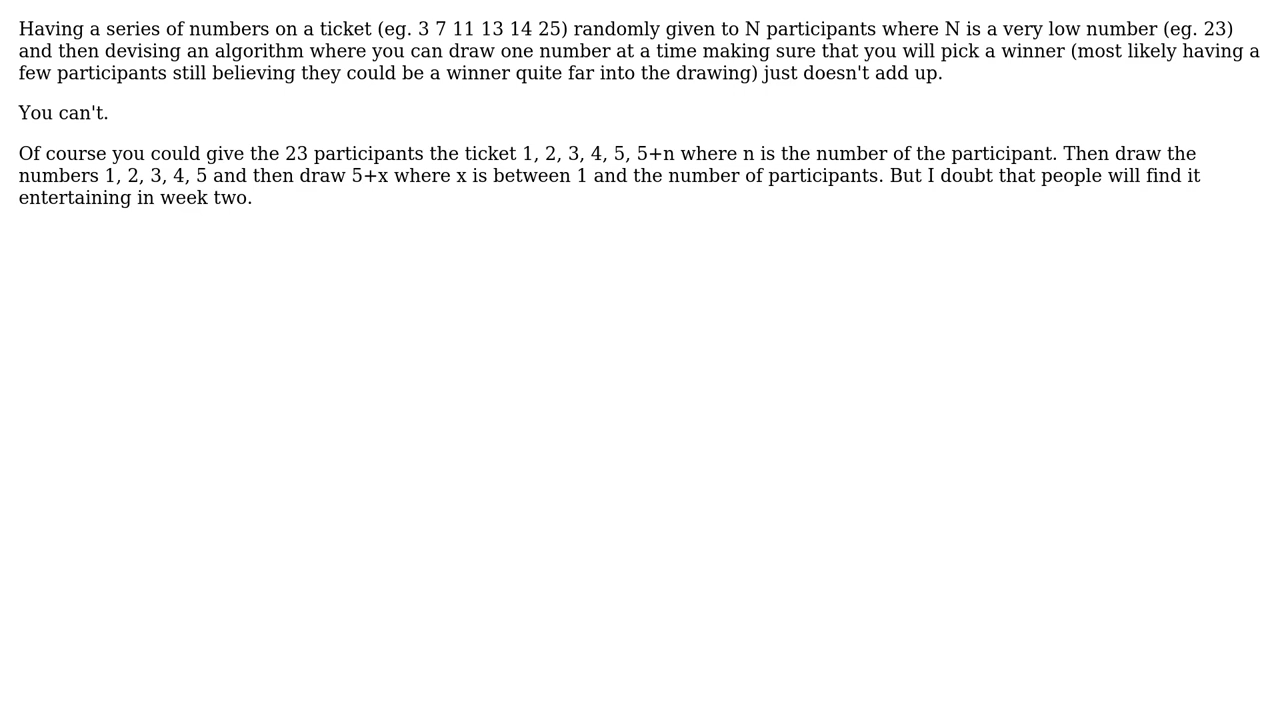 Having a series of numbers on a ticket (eg. 3 7 11 13 14 25) randomly given to N participants where N is a very low number (eg. 23)
and then devising an algorithm where you can draw one number at a time making sure that you will pick a winner (most likely having a
few participants still believing they could be a winner quite far into the drawing) just doesn't add up.
You can't.
Of course you could give the 23 participants the ticket 1, 2, 3, 4, 5, 5+n where n is the number of the participant. Then draw the
numbers 1, 2, 3, 4, 5 and then draw 5+x where x is between 1 and the number of participants. But I doubt that people will find it
entertaining in week two.